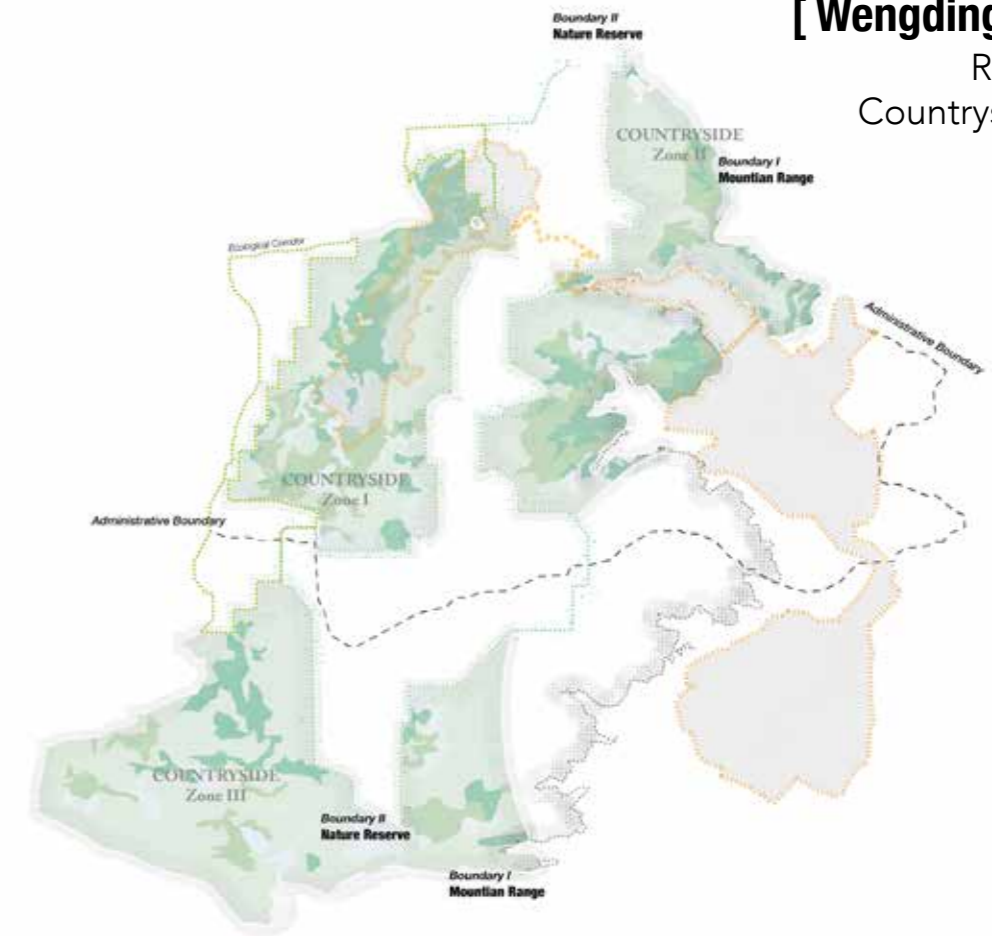 [ Wengding
R
Countrys
Boundary II
Nature Reserve
COUNTRYSIDE
Zone II
Boundary I
Mountian Range
Ecological Corridor
Administrative Boundary
COUNTRYSIDE
Zone I
Administrative Boundary
COUNTRYSIDE
Zone III
Boundary II
Nature Reserve
Boundary I
Mountian Range